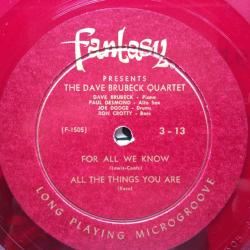 Fantasy
PRESENTS
THE DAVE BRUBECK QUARTET
DAVE BRUBECK - Piano
PAUL DESMOND - Alto Sax
JOE DODGE - Drums
RON CROTTY - Bass
(F-1505) 3-13
FOR ALL WE KNOW
(Lewis-Coots)
ALL THE THINGS YOU ARE
(Kern)
LONG PLAYING MICROGROOVE